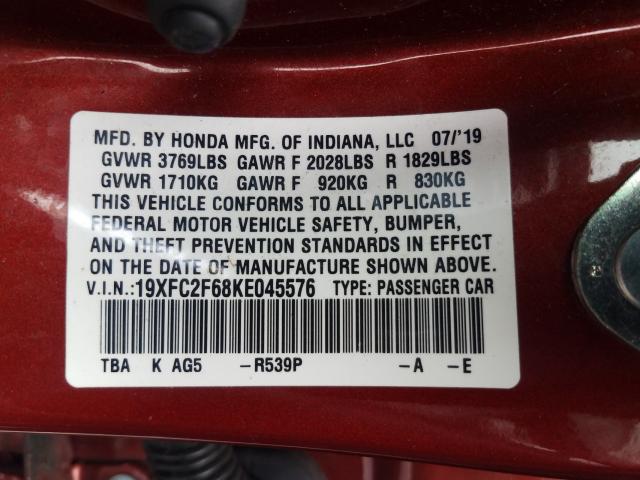 MFD. BY HONDA MFG. OF INDIANA, LLC 07/'19
GVWR 3769LBS GAWR F 2028LBS R 1829LBS
GVWR 1710KG GAWR F 920KG R 830KG
THIS VEHICLE CONFORMS TO ALL APPLICABLE
FEDERAL MOTOR VEHICLE SAFETY, BUMPER,
AND THEFT PREVENTION STANDARDS IN EFFECT
ON THE DATE OF MANUFACTURE SHOWN ABOVE.
V.I.N.:19XFC2F68KE045576 TYPE: PASSENGER CAR
TBA K AG5 -R539P -A -E